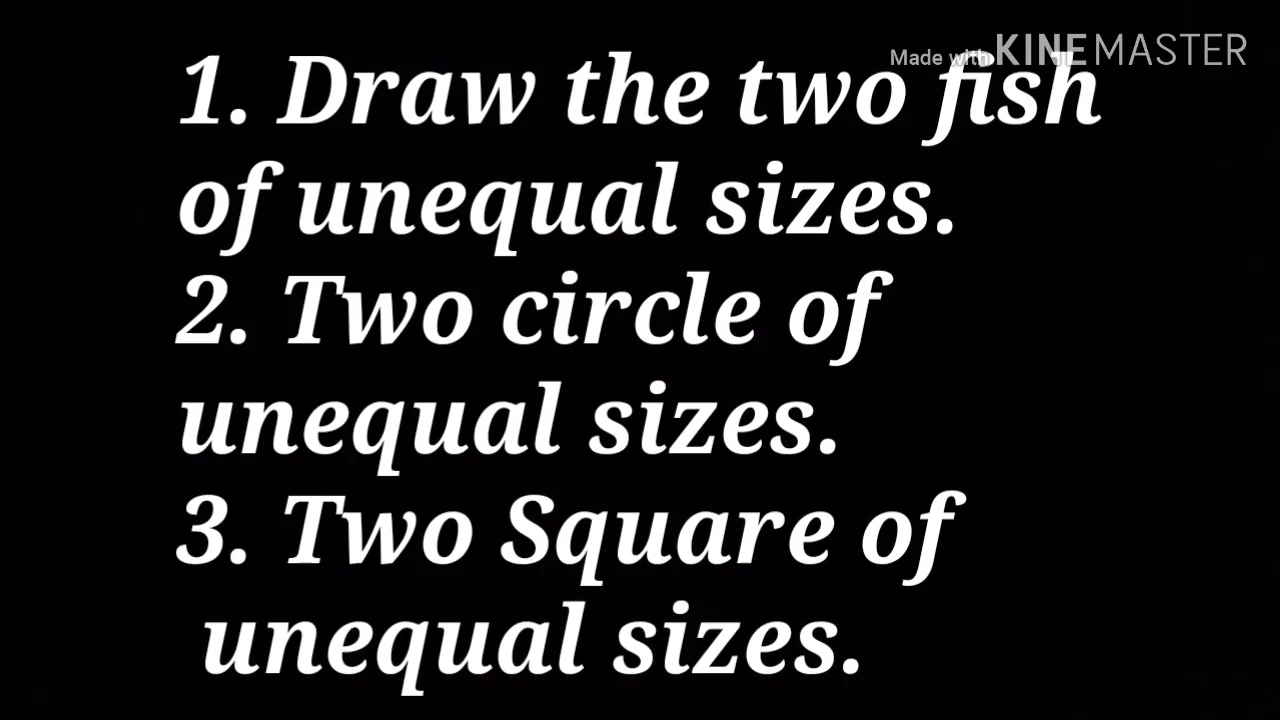 Made with KINEMASTER
1. Draw the two fish
of unequal sizes.
2. Two circle of
unequal sizes.
3. Two Square of
unequal sizes.